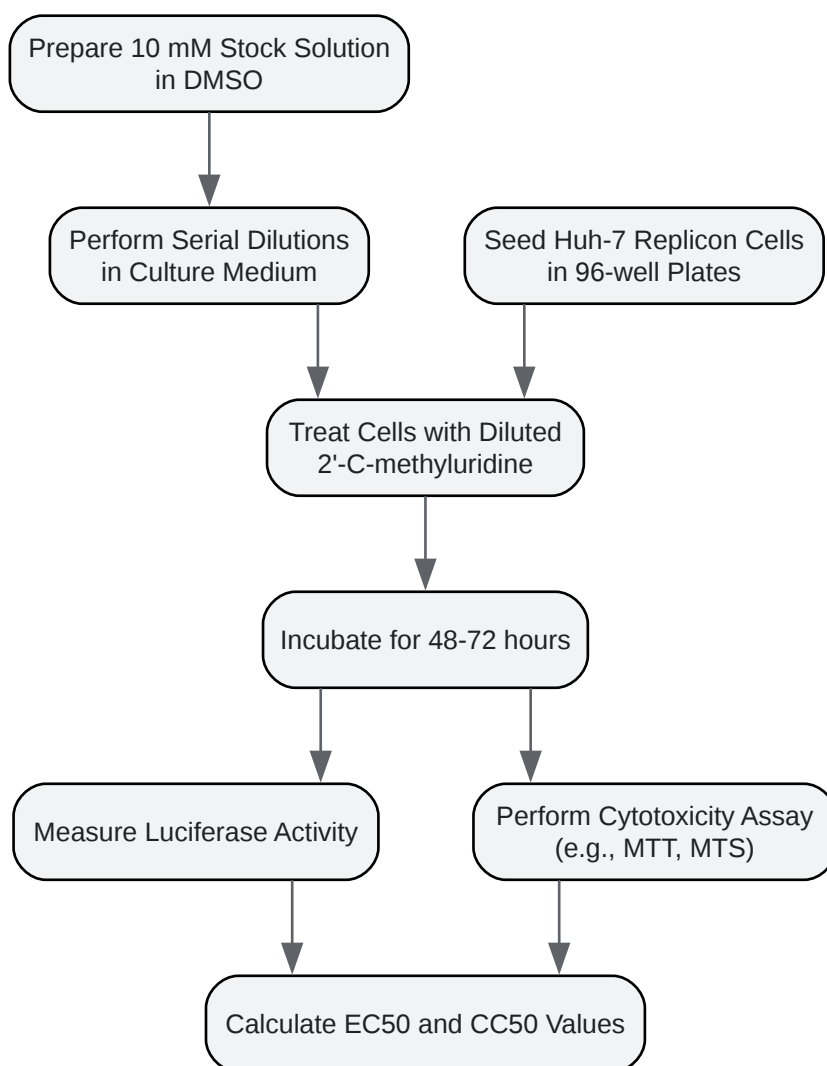 Prepare 10 mM Stock Solution
in DMSO
Perform Serial Dilutions
in Culture Medium
Seed Huh-7 Replicon Cells
in 96-well Plates
Treat Cells with Diluted
2'-C-methyluridine
Incubate for 48-72 hours
Measure Luciferase Activity
Perform Cytotoxicity Assay
(e.g., MTT, MTS)
Calculate EC50 and CC50 Values